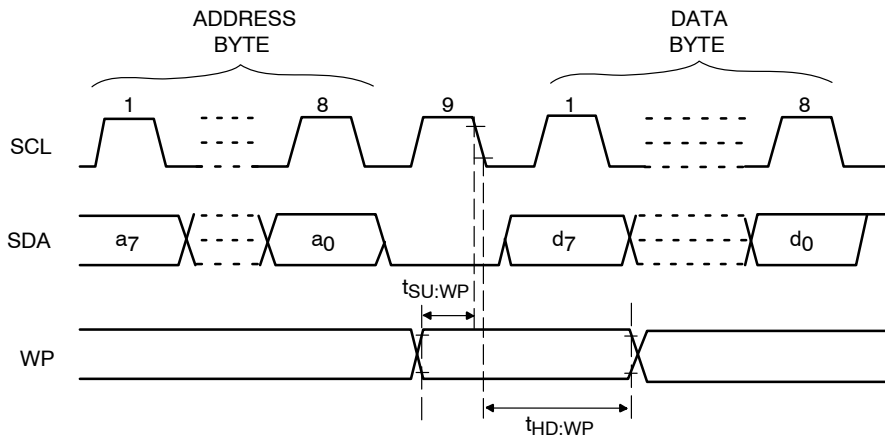 ADDRESS
BYTE
DATA
BYTE
1 8 9 1 8
SCL
SDA a7 a0 d7 d0
tSU:WP
WP
tHD:WP